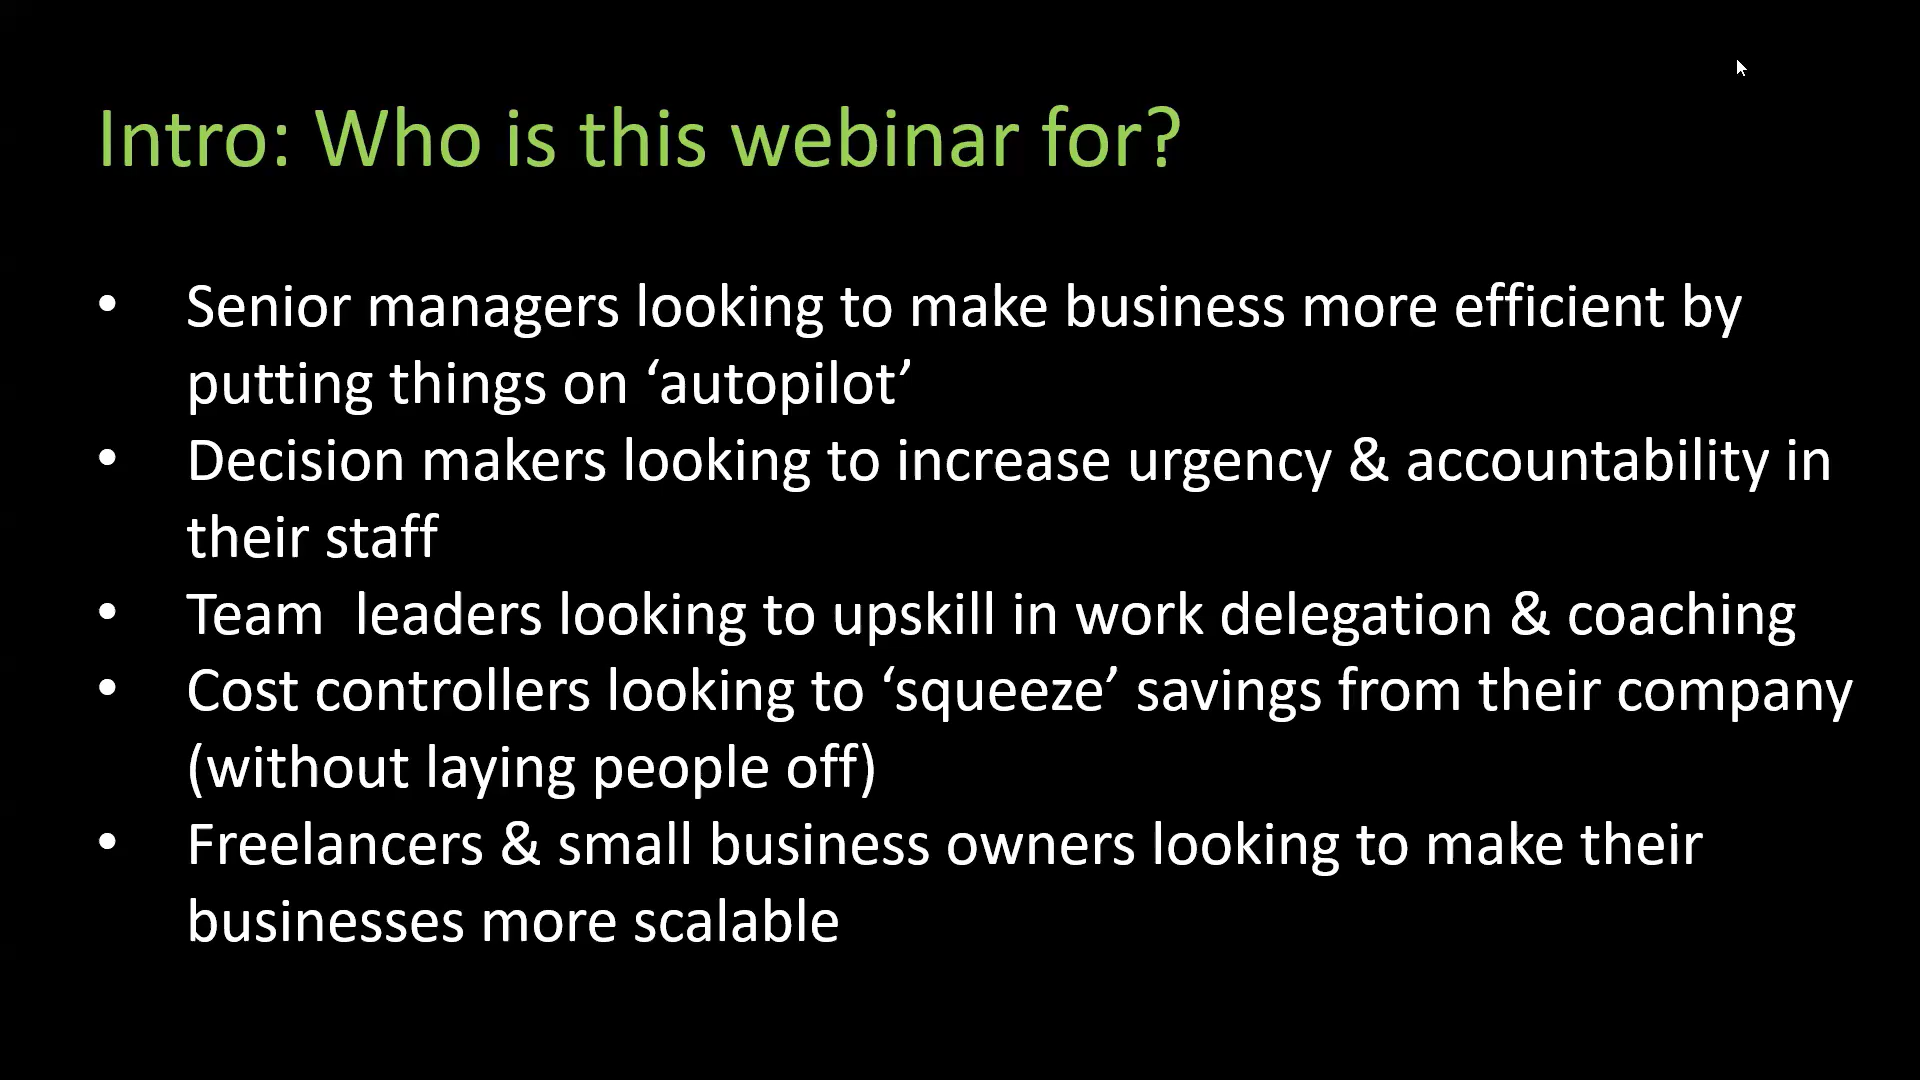 Intro: Who is this webinar for?
• Senior managers looking to make business more efficient by
putting things on ‘autopilot’
• Decision makers looking to increase urgency & accountability in
their staff
• Team  leaders looking to upskill in work delegation & coaching
• Cost controllers looking to ‘squeeze’ savings from their company
(without laying people off)
• Freelancers & small business owners looking to make their
businesses more scalable